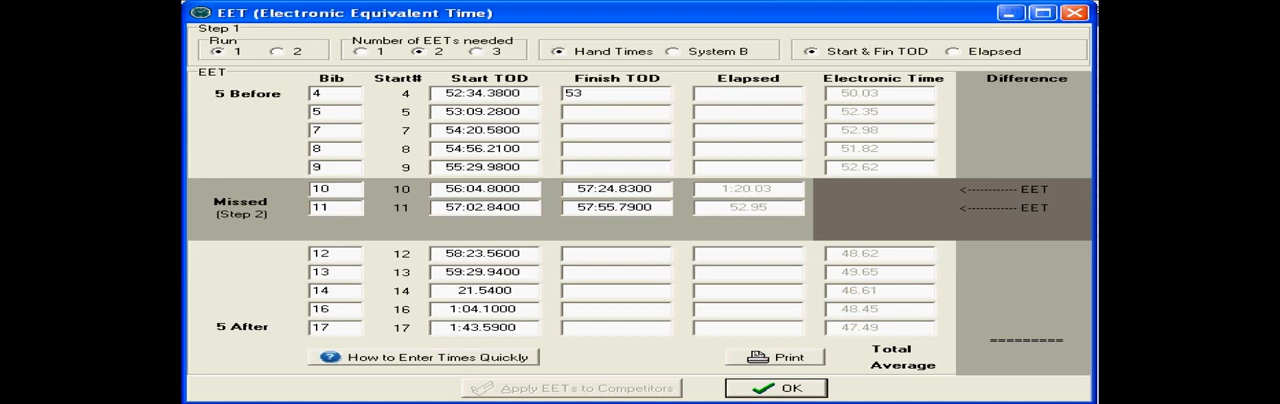 EET (Electronic Equivalent Time)
Step 1
Run Number of EETs needed
1 2 1 2 3 Hand Times System B Start & Fin TOD Elapsed
EET
Bib Start# Start TOD Finish TOD Elapsed Electronic Time Difference
5 Before 4 4 52:34.3800 53 50.03
5 5 53:09.2800 52.35
7 7 54:20.5800 52.98
8 8 54:56.2100 51.82
9 9 55:29.9800 52.62
10 10 56:04.8000 57:24.8300 1:20.03 <----------- EET
Missed
(Step 2)
11 11 57:02.8400 57:55.7900 52.95 <----------- EET
12 12 58:23.5600 48.62
13 13 59:29.9400 49.65
14 14 21.5400 46.61
16 16 1:04.1000 48.45
5 After 17 17 1:43.5900 47.49
=========
? How to Enter Times Quickly Print Total
Average
Apply EETs to Competitors OK